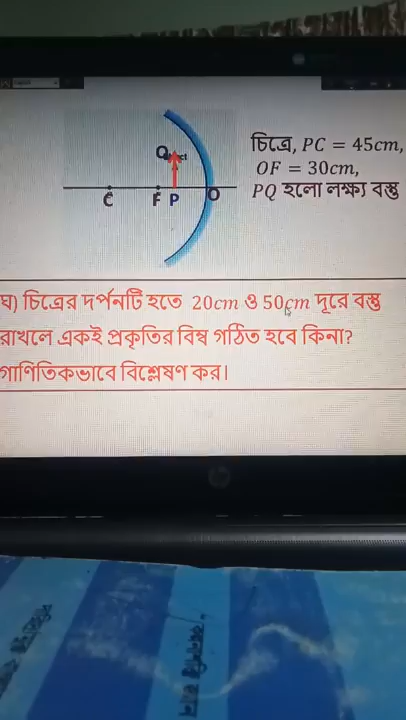 Q
C F P O
চিত্রে, PC = 45cm,
OF = 30cm,
PQ হলো লক্ষ্য বস্তু
ঘ) চিত্রের দর্পনটি হতে 20cm ও 50cm দূরে বস্তু
রাখলে একই প্রকৃতির বিম্ব গঠিত হবে কিনা?
গাণিতিকভাবে বিশ্লেষণ কর।